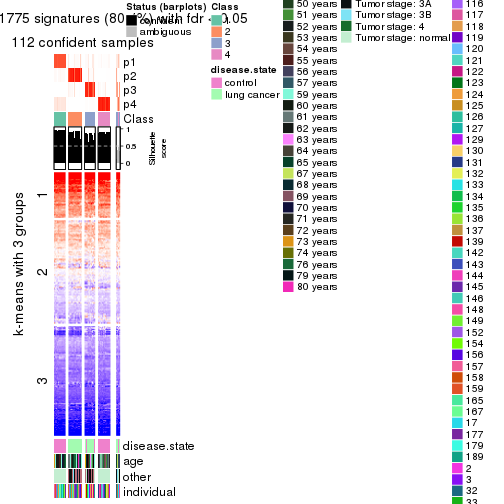 1775 signatures (80.
%) with fdr < 0.05
112 confident samples
p1
p2
p3
p4
Class
1
0.5
0
Silhouette
score
k-means with 3 groups
1
2
3
disease.state
age
other
individual
Status (barplots)
ambiguous
Class
2
3
4
disease.state
control
lung cancer
50 years
51 years
52 years
53 years
54 years
55 years
56 years
57 years
59 years
60 years
61 years
62 years
63 years
64 years
65 years
67 years
68 years
69 years
70 years
71 years
72 years
73 years
74 years
76 years
79 years
80 years
Tumor stage: 3A
Tumor stage: 3B
Tumor stage: 4
Tumor stage: normal
116
117
118
120
121
122
123
124
125
126
127
129
130
131
132
133
134
135
136
137
139
142
143
144
145
146
148
149
152
154
156
157
158
159
165
167
17
177
179
189
2
3
32
33